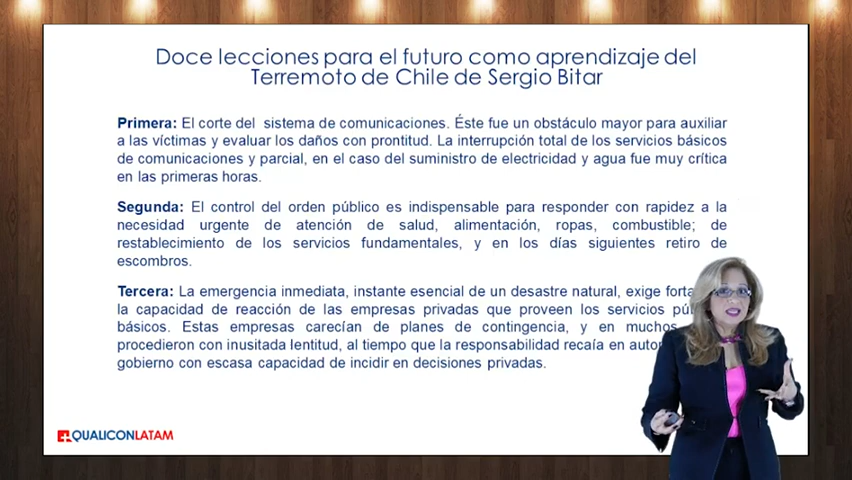 Doce lecciones para el futuro como aprendizaje del
Terremoto de Chile de Sergio Bitar
Primera: El corte del sistema de comunicaciones. Éste fue un obstáculo mayor para auxiliar
a las víctimas y evaluar los daños con prontitud. La interrupción total de los servicios básicos
de comunicaciones y parcial, en el caso del suministro de electricidad y agua fue muy crítica
en las primeras horas.
Segunda: El control del orden público es indispensable para responder con rapidez a la
necesidad urgente de atención de salud, alimentación, ropas, combustible; de
restablecimiento de los servicios fundamentales, y en los días siguientes retiro de
escombros.
Tercera: La emergencia inmediata, instante esencial de un desastre natural, exige
la capacidad de reacción de las empresas privadas que proveen los servicios
básicos. Estas empresas carecían de planes de contingencia, y en muchos
procedieron con inusitada lentitud, al tiempo que la responsabilidad recaía en
gobierno con escasa capacidad de incidir en decisiones privadas.
QUALICONLATAM